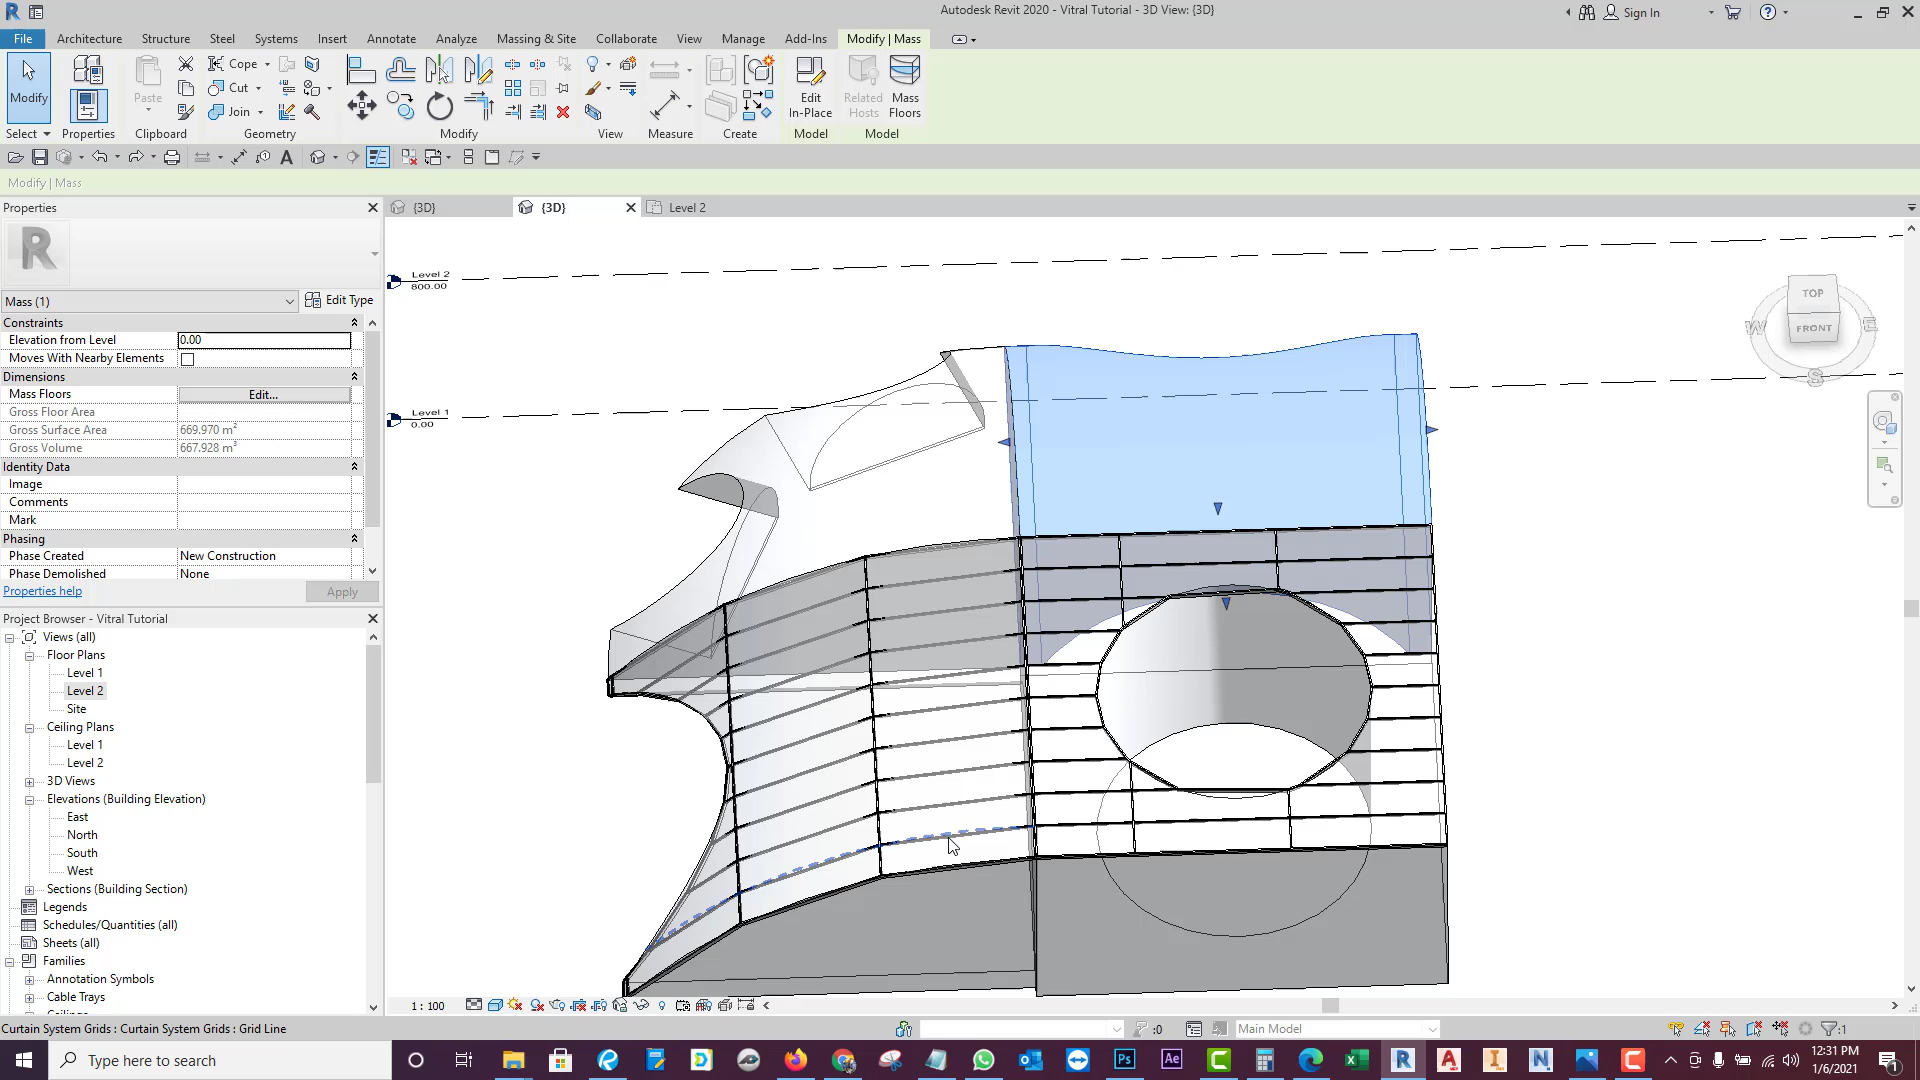 Autodesk Revit 2020 - Vitral Tutorial - 3D View: {3D}
Sign In
File Architecture Structure Steel Systems Insert Annotate Analyze Massing & Site Collaborate View Manage Add-Ins Modify | Mass
Modify
Select
Properties
Paste
Clipboard
Cope
Cut
Join
Geometry
Modify
View
Measure
Create
Edit
In-Place
Model
Related
Hosts
Mass
Floors
Model
Modify | Mass
Properties
{3D}
{3D}
Level 2
Mass (1)
Edit Type
Constraints
Elevation from Level 0.00
Moves With Nearby Elements
Dimensions
Mass Floors Edit...
Gross Floor Area
Gross Surface Area 669.970 m²
Gross Volume 667.928 m³
Identity Data
Image
Comments
Mark
Phasing
Phase Created New Construction
Phase Demolished None
Properties help
Apply
Project Browser - Vitral Tutorial
Views (all)
Floor Plans
Level 1
Level 2
Site
Ceiling Plans
Level 1
Level 2
3D Views
Elevations (Building Elevation)
East
North
South
West
Sections (Building Section)
Legends
Schedules/Quantities (all)
Sheets (all)
Families
Annotation Symbols
Cable Trays
Level 2
800.00
Level 1
0.00
TOP
FRONT
W
E
S
1 : 100
Curtain System Grids : Curtain System Grids : Grid Line
:0
Main Model
:1
Type here to search
12:31 PM
1/6/2021